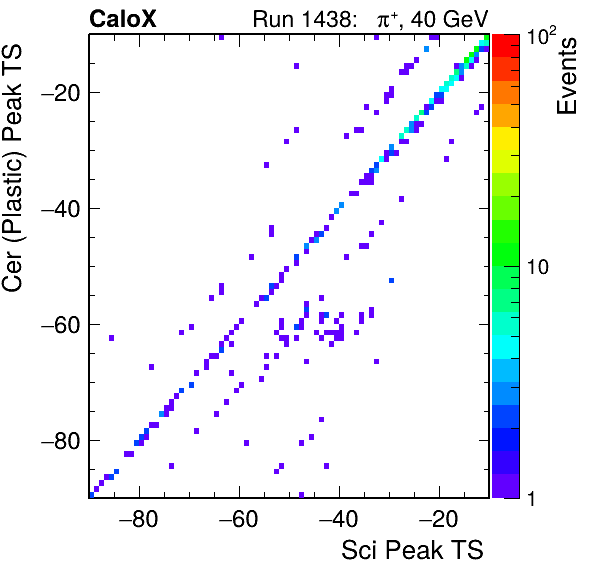 CaloX Run 1438: π⁺, 40 GeV
10²
10
1
Events
Cer (Plastic) Peak TS
−20
−40
−60
−80
−80 −60 −40 −20
Sci Peak TS